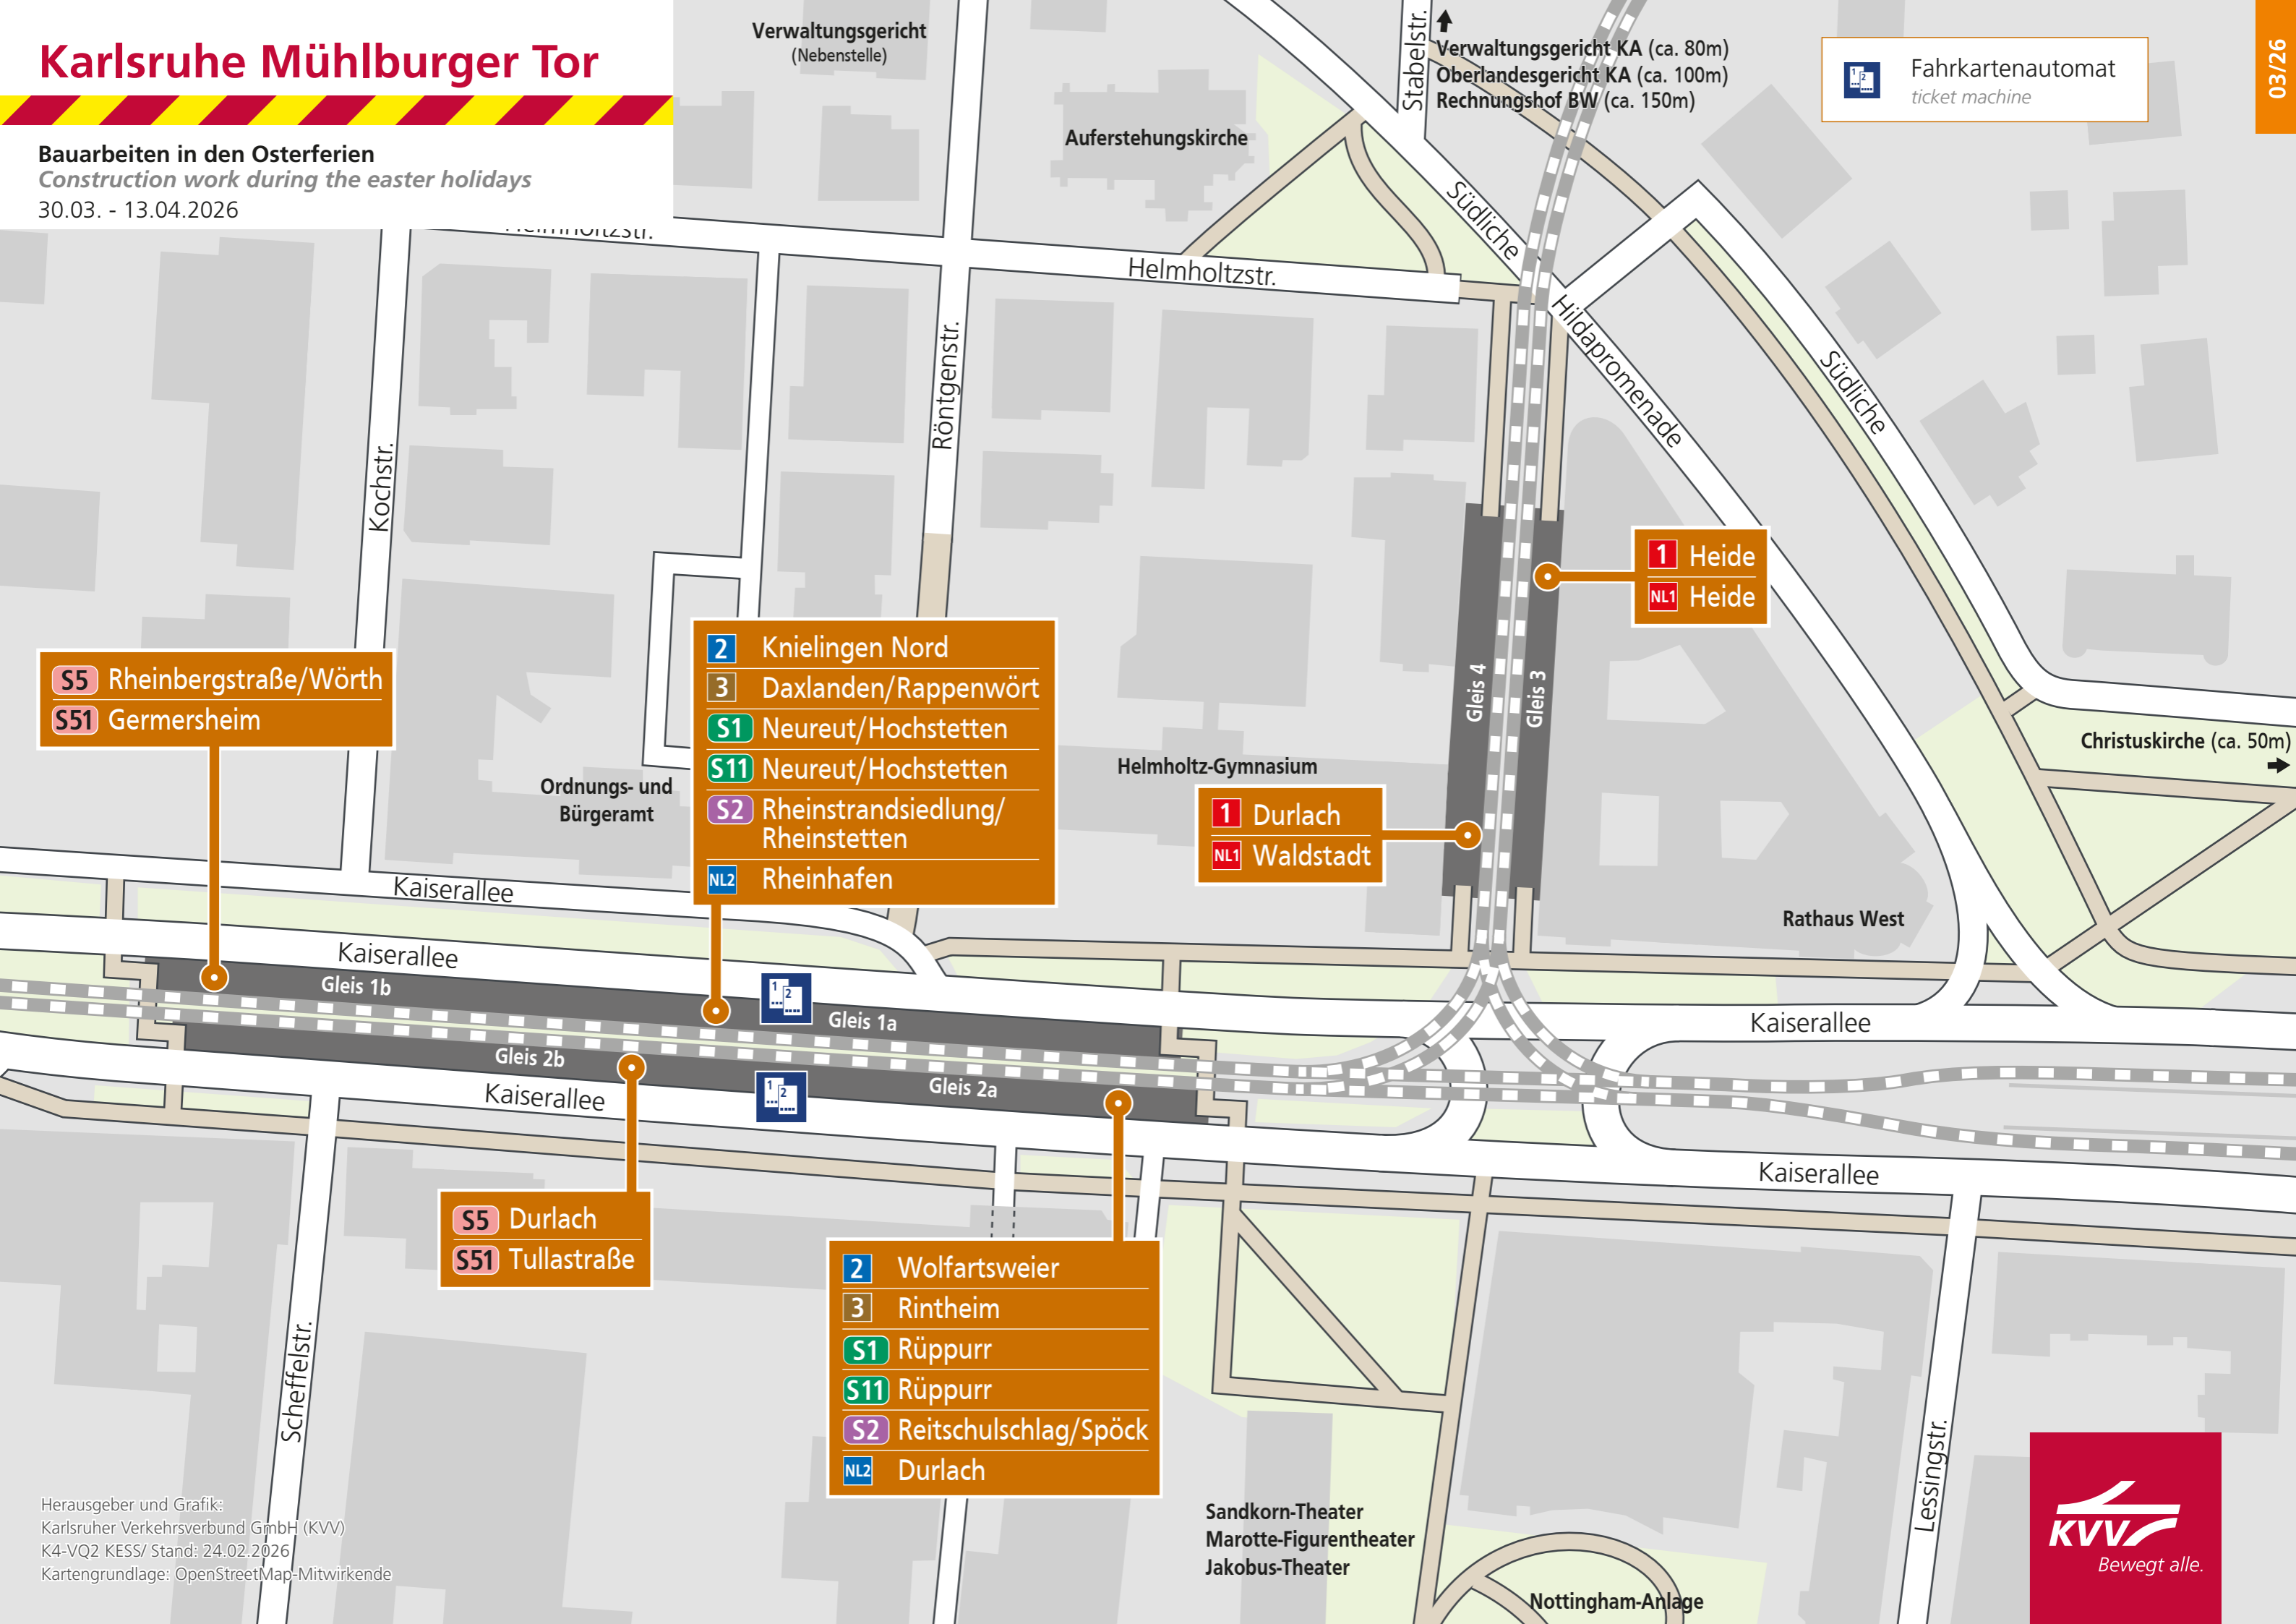 Karlsruhe Mühlburger Tor
Bauarbeiten in den Osterferien
Construction work during the easter holidays
30.03. - 13.04.2026
Verwaltungsgericht
(Nebenstelle)
Auferstehungskirche
Stabelstr.
Verwaltungsgericht KA (ca. 80m)
Oberlandesgericht KA (ca. 100m)
Rechnungshof BW (ca. 150m)
1 2
Fahrkartenautomat
ticket machine
03/26
Helmholtzstr.
Helmholtzstr.
Südliche
Hildapromenade
Südliche
Kochstr.
Röntgenstr.
1 Heide
NL1 Heide
S5 Rheinbergstraße/Wörth
S51 Germersheim
2 Knielingen Nord
3 Daxlanden/Rappenwört
S1 Neureut/Hochstetten
S11 Neureut/Hochstetten
S2 Rheinstrandsiedlung/
Rheinstetten
NL2 Rheinhafen
Gleis 4
Gleis 3
Christuskirche (ca. 50m)
Ordnungs- und
Bürgeramt
Helmholtz-Gymnasium
1 Durlach
NL1 Waldstadt
Rathaus West
Kaiserallee
Kaiserallee
Gleis 1b
1 2
Gleis 1a
Kaiserallee
Gleis 2b
Gleis 2a
1 2
Kaiserallee
Kaiserallee
S5 Durlach
S51 Tullastraße
2 Wolfartsweier
3 Rintheim
S1 Rüppurr
S11 Rüppurr
S2 Reitschulschlag/Spöck
NL2 Durlach
Scheffelstr.
Lessingstr.
Sandkorn-Theater
Marotte-Figurentheater
Jakobus-Theater
Nottingham-Anlage
Herausgeber und Grafik:
Karlsruher Verkehrsverbund GmbH (KVV)
K4-VQ2 KESS/ Stand: 24.02.2026
Kartengrundlage: OpenStreetMap-Mitwirkende
KVV
Bewegt alle.